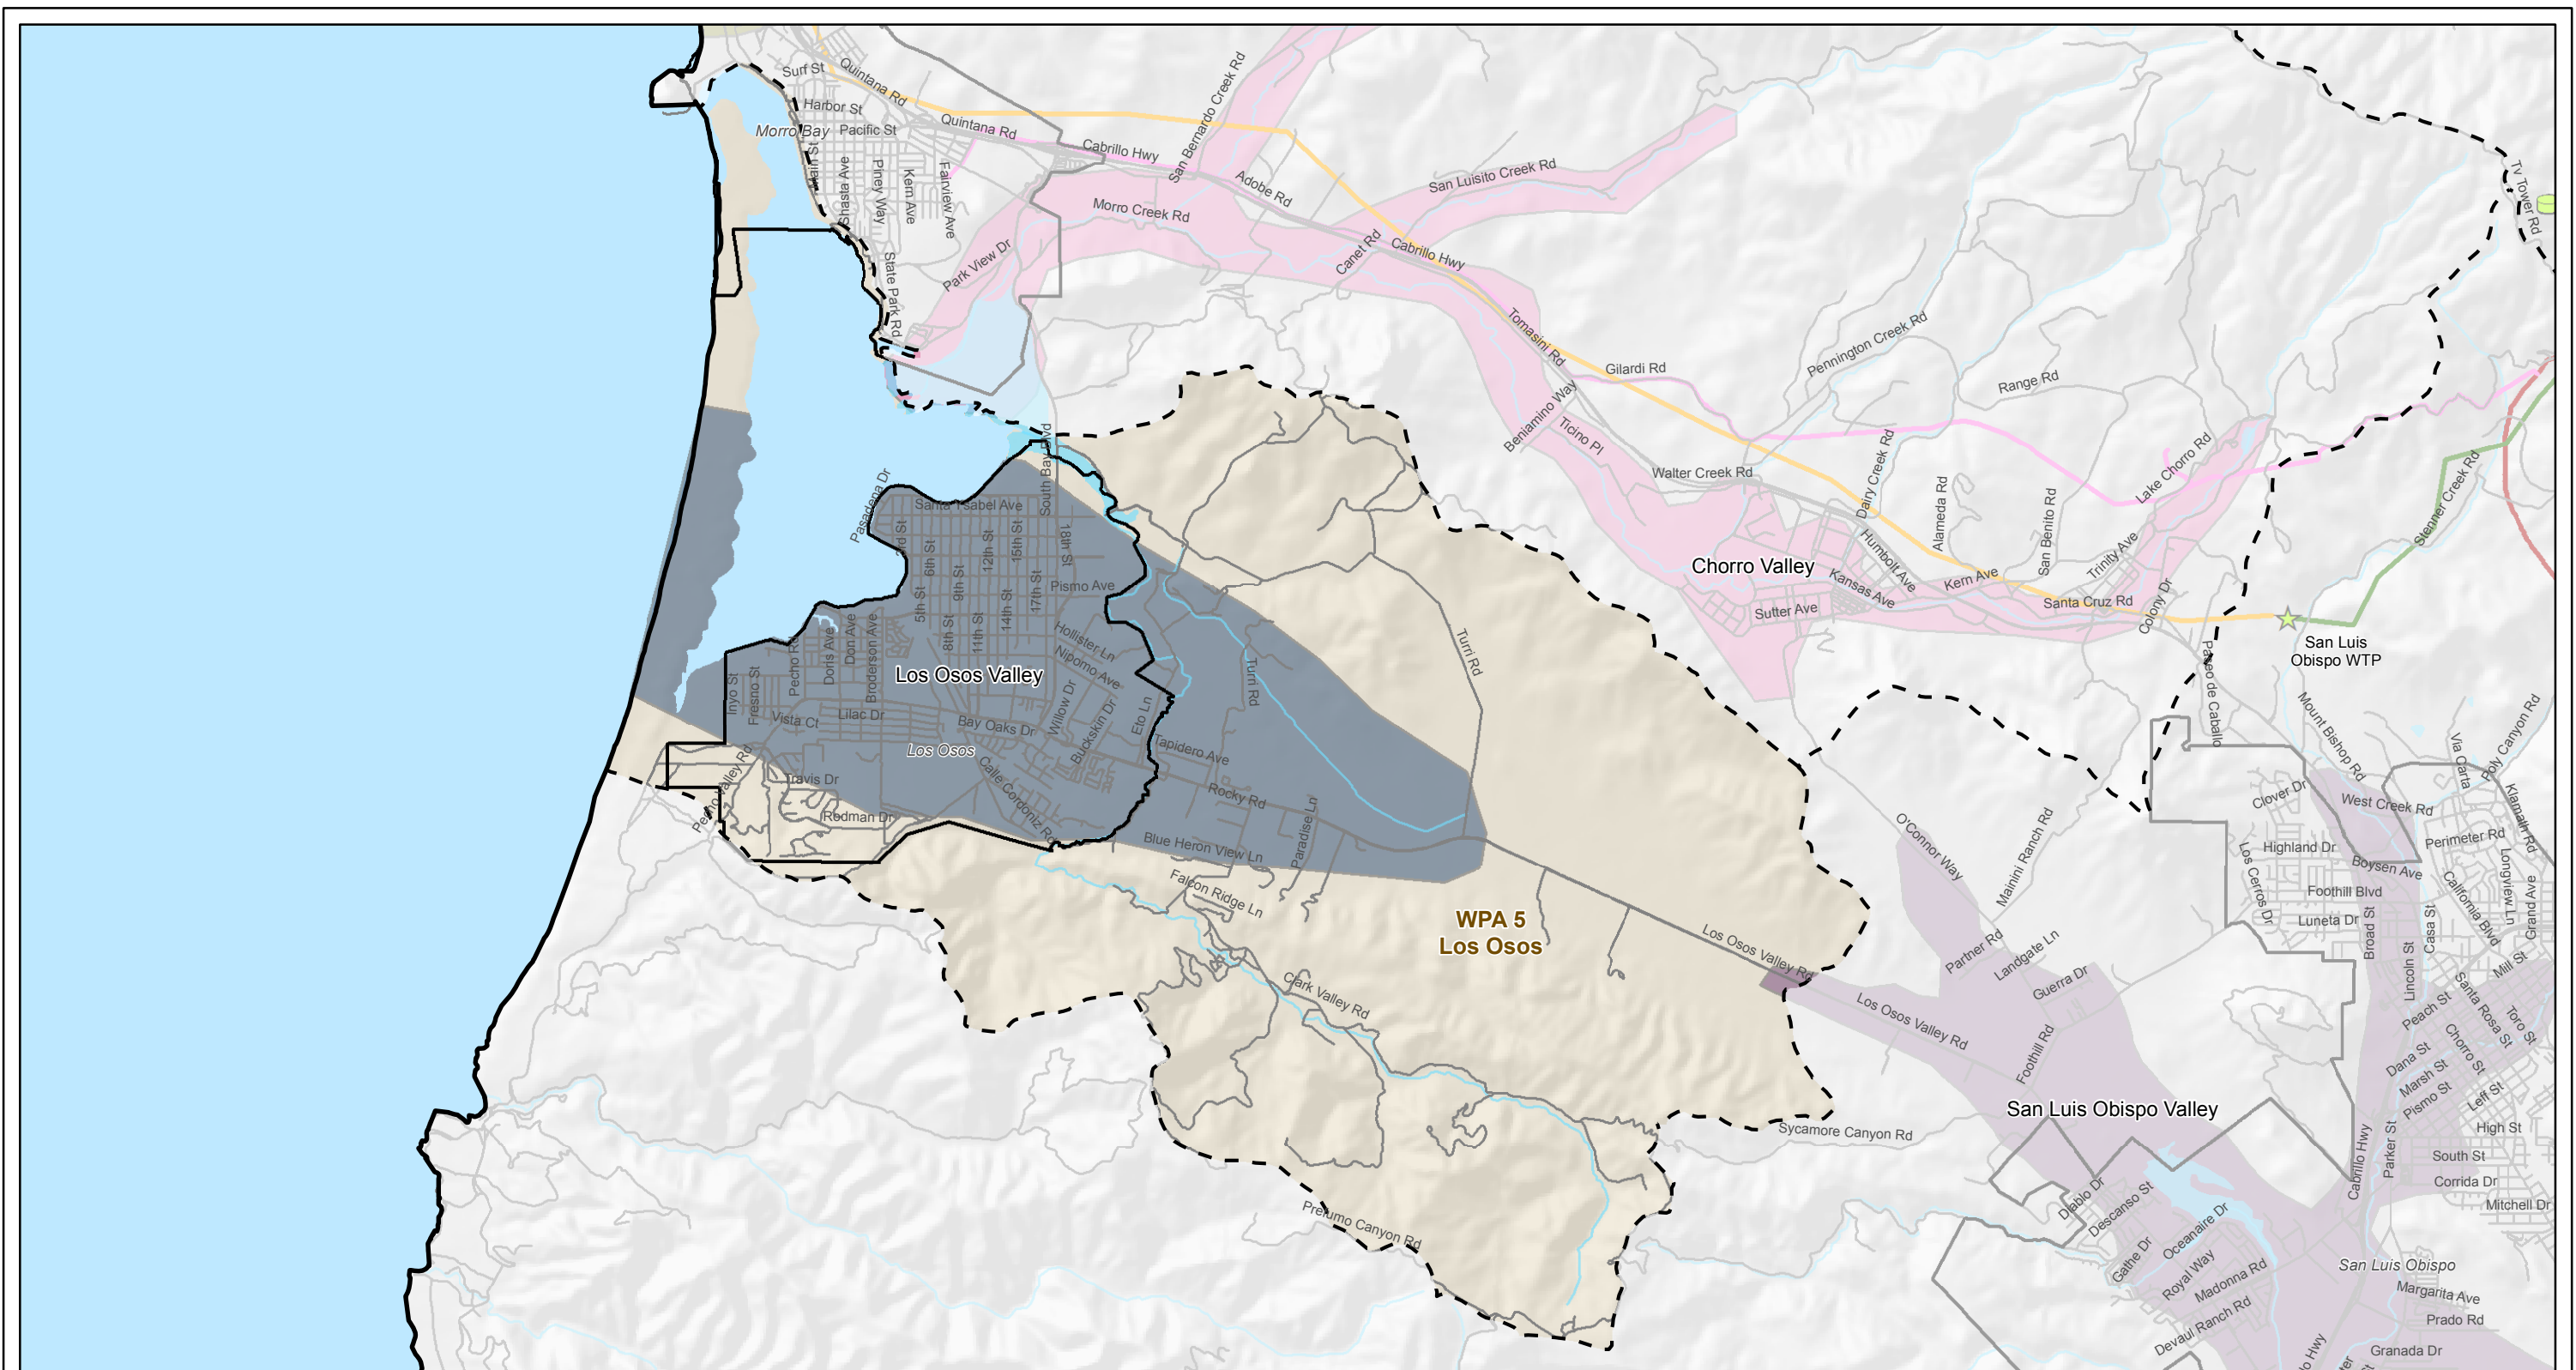 Surf St
Quintana Rd
Harbor St
Morro Bay
Pacific St
Quintana Rd
Cabrillo Hwy
San Bernardo Creek Rd
Main St
Shasta Ave
Piney Way
Kern Ave
Fairview Ave
Adobe Rd
San Luisito Creek Rd
Morro Creek Rd
Tv Tower Rd
State Park Rd
Park View Dr
Canet Rd
Cabrillo Hwy
Tomasini Rd
Gilardi Rd
Pennington Creek Rd
Range Rd
Beniamino Way
Ticino Pl
Walter Creek Rd
Dairy Creek Rd
Alameda Rd
San Benito Rd
Lake Chorro Rd
Stenner Creek Rd
South Bay Blvd
Pasadena Dr
Santa Ysabel Ave
3rd St
6th St
12th St
15th St
18th St
9th St
5th St
17th St
14th St
8th St
11th St
Pismo Ave
Chorro Valley
Humbolt Ave
Kansas Ave
Kern Ave
Trinity Ave
Sutter Ave
Santa Cruz Rd
Colony Dr
San Luis
Obispo WTP
Paseo de Caballo
Pecho Rd
Doris Ave
Don Ave
Broderson Ave
Hollister Ln
Nipomo Ave
Turri Rd
Turri Rd
Los Osos Valley
Inyo St
Fresno St
Vista Ct
Lilac Dr
Bay Oaks Dr
Willow Dr
Buckskin Dr
Eto Ln
Tapidero Ave
Los Osos
Mount Bishop Rd
Via Carta
Poly Canyon Rd
Pecho Valley Rd
Travis Dr
Rodman Dr
Calle Cordoniz Rd
Rocky Rd
Paradise Ln
Blue Heron View Ln
Falcon Ridge Ln
O'Connor Way
Mainini Ranch Rd
Clover Dr
West Creek Rd
Klamath Rd
Perimeter Rd
Highland Dr
Boysen Ave
Los Cerros Dr
Foothill Blvd
California Blvd
Longview Ln
Grand Ave
Luneta Dr
Broad St
Casa St
WPA 5
Los Osos
Los Osos Valley Rd
Partner Rd
Landgate Ln
Guerra Dr
Lincoln St
Mill St
Clark Valley Rd
Los Osos Valley Rd
Foothill Rd
Peach St
Santa Rosa St
Toro St
Chorro St
Dana St
Marsh St
Pismo St
Leff St
San Luis Obispo Valley
Sycamore Canyon Rd
High St
Cabrillo Hwy
Parker St
South St
Corrida Dr
Mitchell Dr
Diablo Dr
Descanso St
Oceanaire Dr
Gathe Dr
Royal Way
Madonna Rd
Devaul Ranch Rd
Prefumo Canyon Rd
San Luis Obispo
Margarita Ave
Prado Rd
Granada Dr